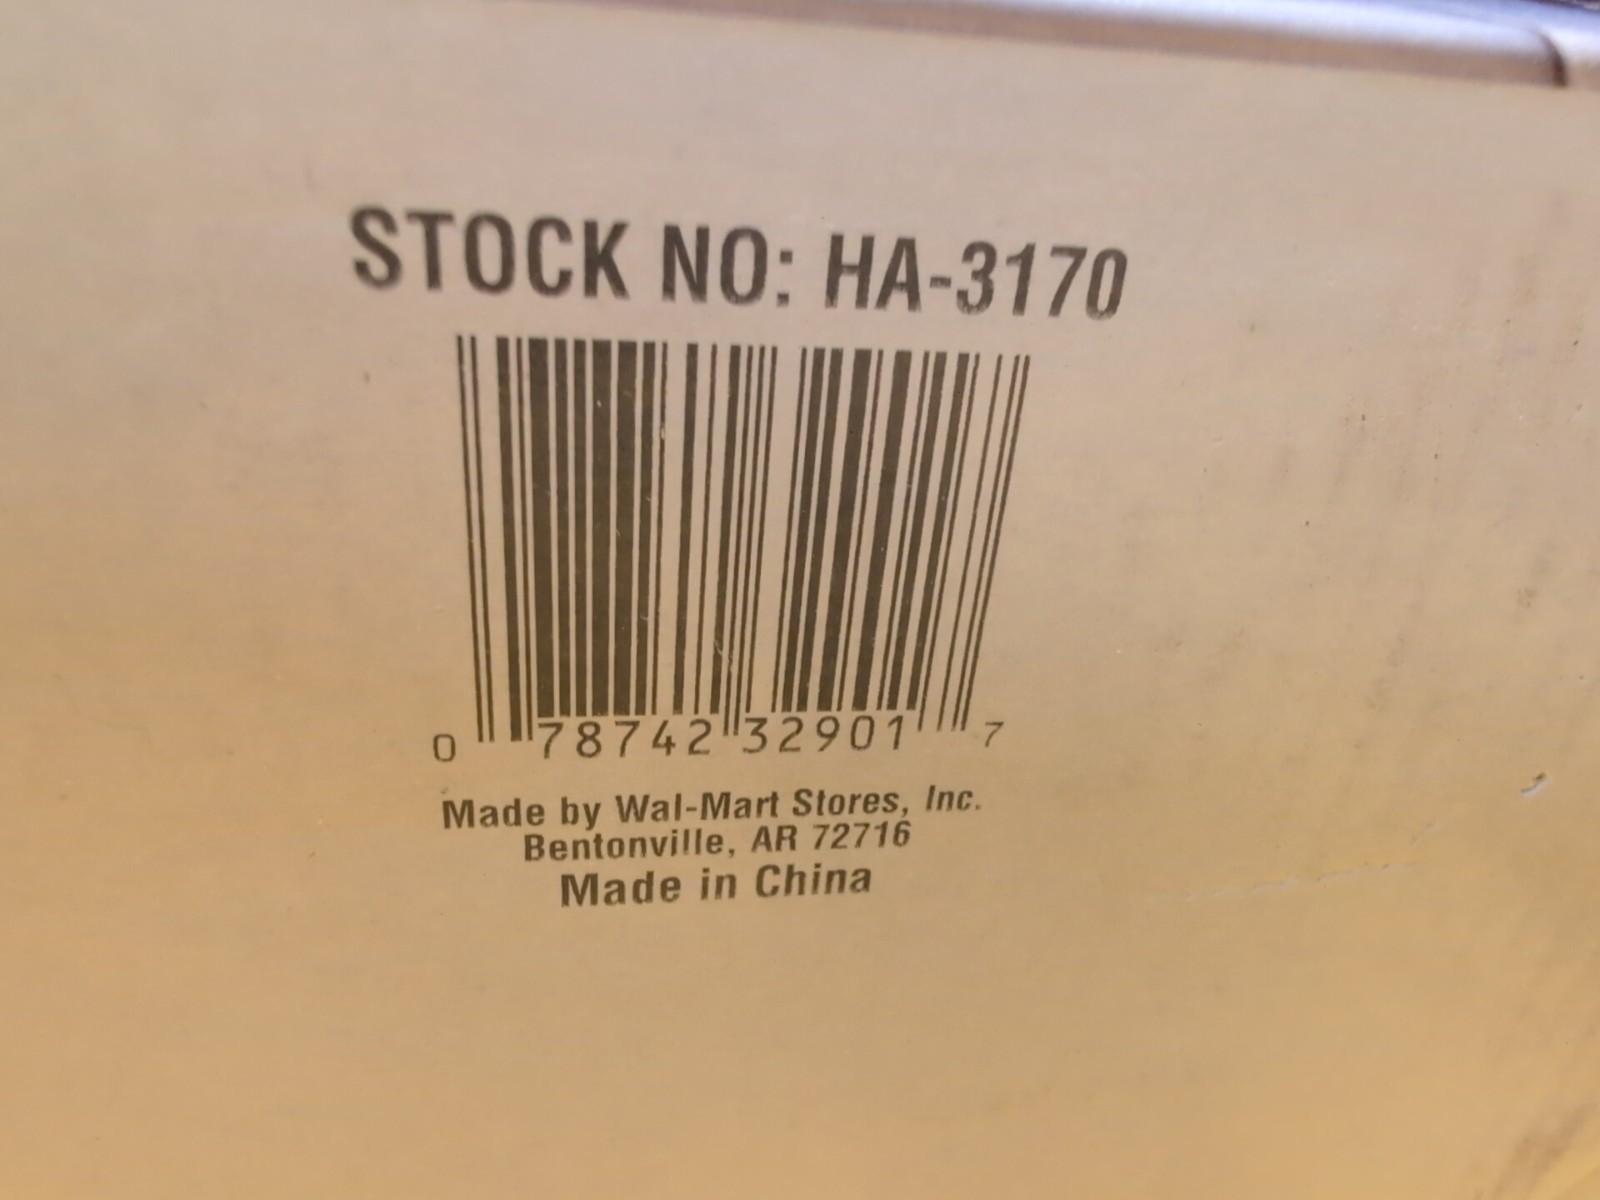 STOCK NO: HA-3170
0 78742 32901 7
Made by Wal-Mart Stores, Inc.
Bentonville, AR 72716
Made in China